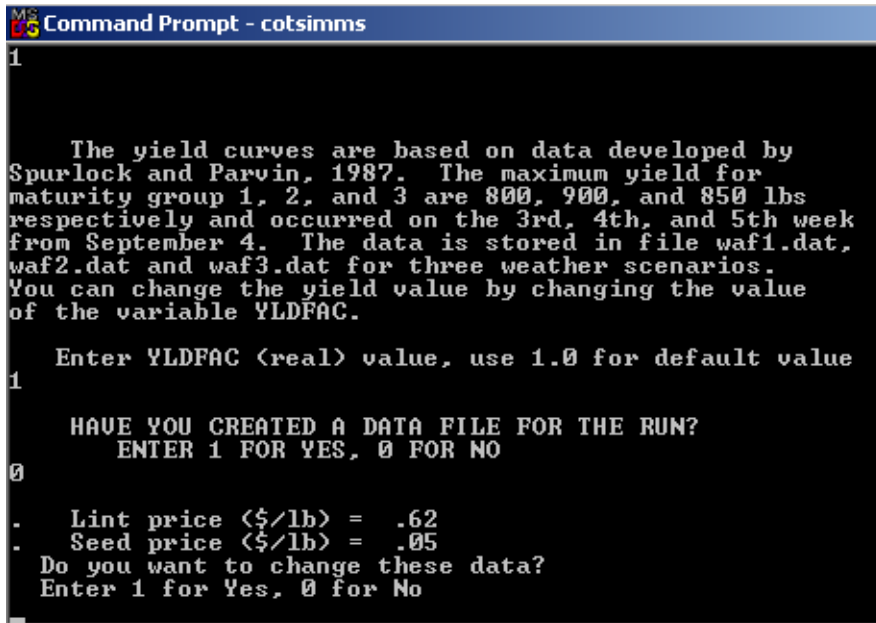 Command Prompt - cotsimms
1
The yield curves are based on data developed by
Spurlock and Parvin, 1987. The maximum yield for
maturity group 1, 2, and 3 are 800, 900, and 850 lbs
respectively and occurred on the 3rd, 4th, and 5th week
from September 4. The data is stored in file waf1.dat,
waf2.dat and waf3.dat for three weather scenarios.
You can change the yield value by changing the value
of the variable YLDFAC.
Enter YLDFAC (real) value, use 1.0 for default value
1
HAVE YOU CREATED A DATA FILE FOR THE RUN?
ENTER 1 FOR YES, 0 FOR NO
0
. Lint price ($/lb) = .62
. Seed price ($/lb) = .05
Do you want to change these data?
Enter 1 for Yes, 0 for No